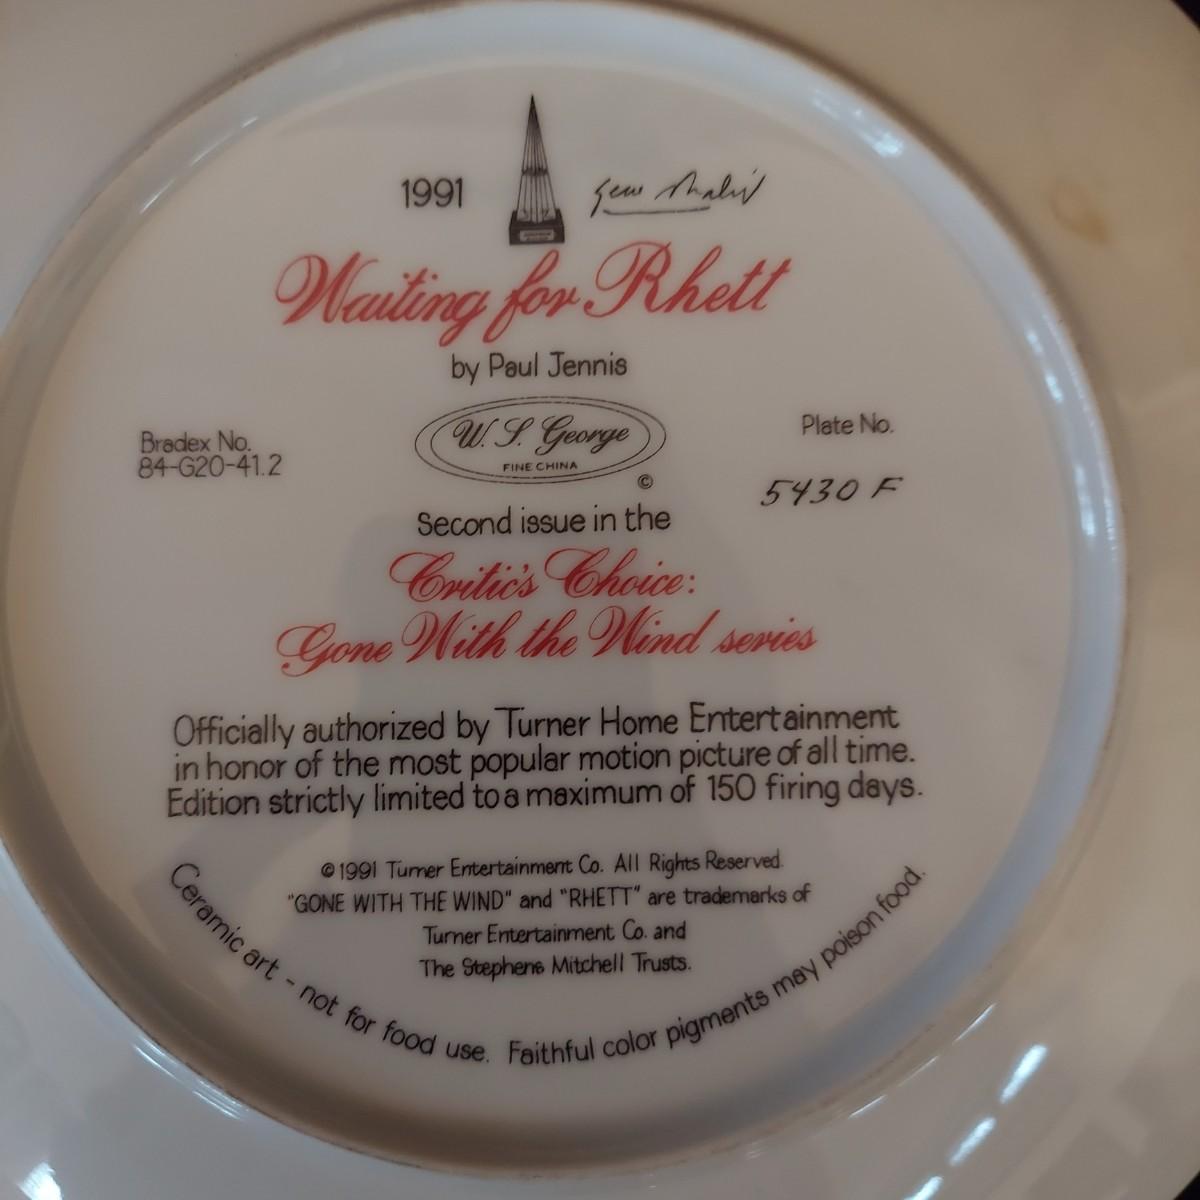 1991
Gene Shalit
Waiting for Rhett
by Paul Jennis
Bradex No.
84-G20-41.2
W. S. George
FINE CHINA
©
Plate No.
5430 F
Second issue in the
Critic's Choice:
Gone With the Wind series
Officially authorized by Turner Home Entertainment
in honor of the most popular motion picture of all time.
Edition strictly limited to a maximum of 150 firing days.
©1991 Turner Entertainment Co. All Rights Reserved.
"GONE WITH THE WIND" and "RHETT" are trademarks of
Turner Entertainment Co. and
The Stephens Mitchell Trusts.
Ceramic art - not for food use. Faithful color pigments may poison food.